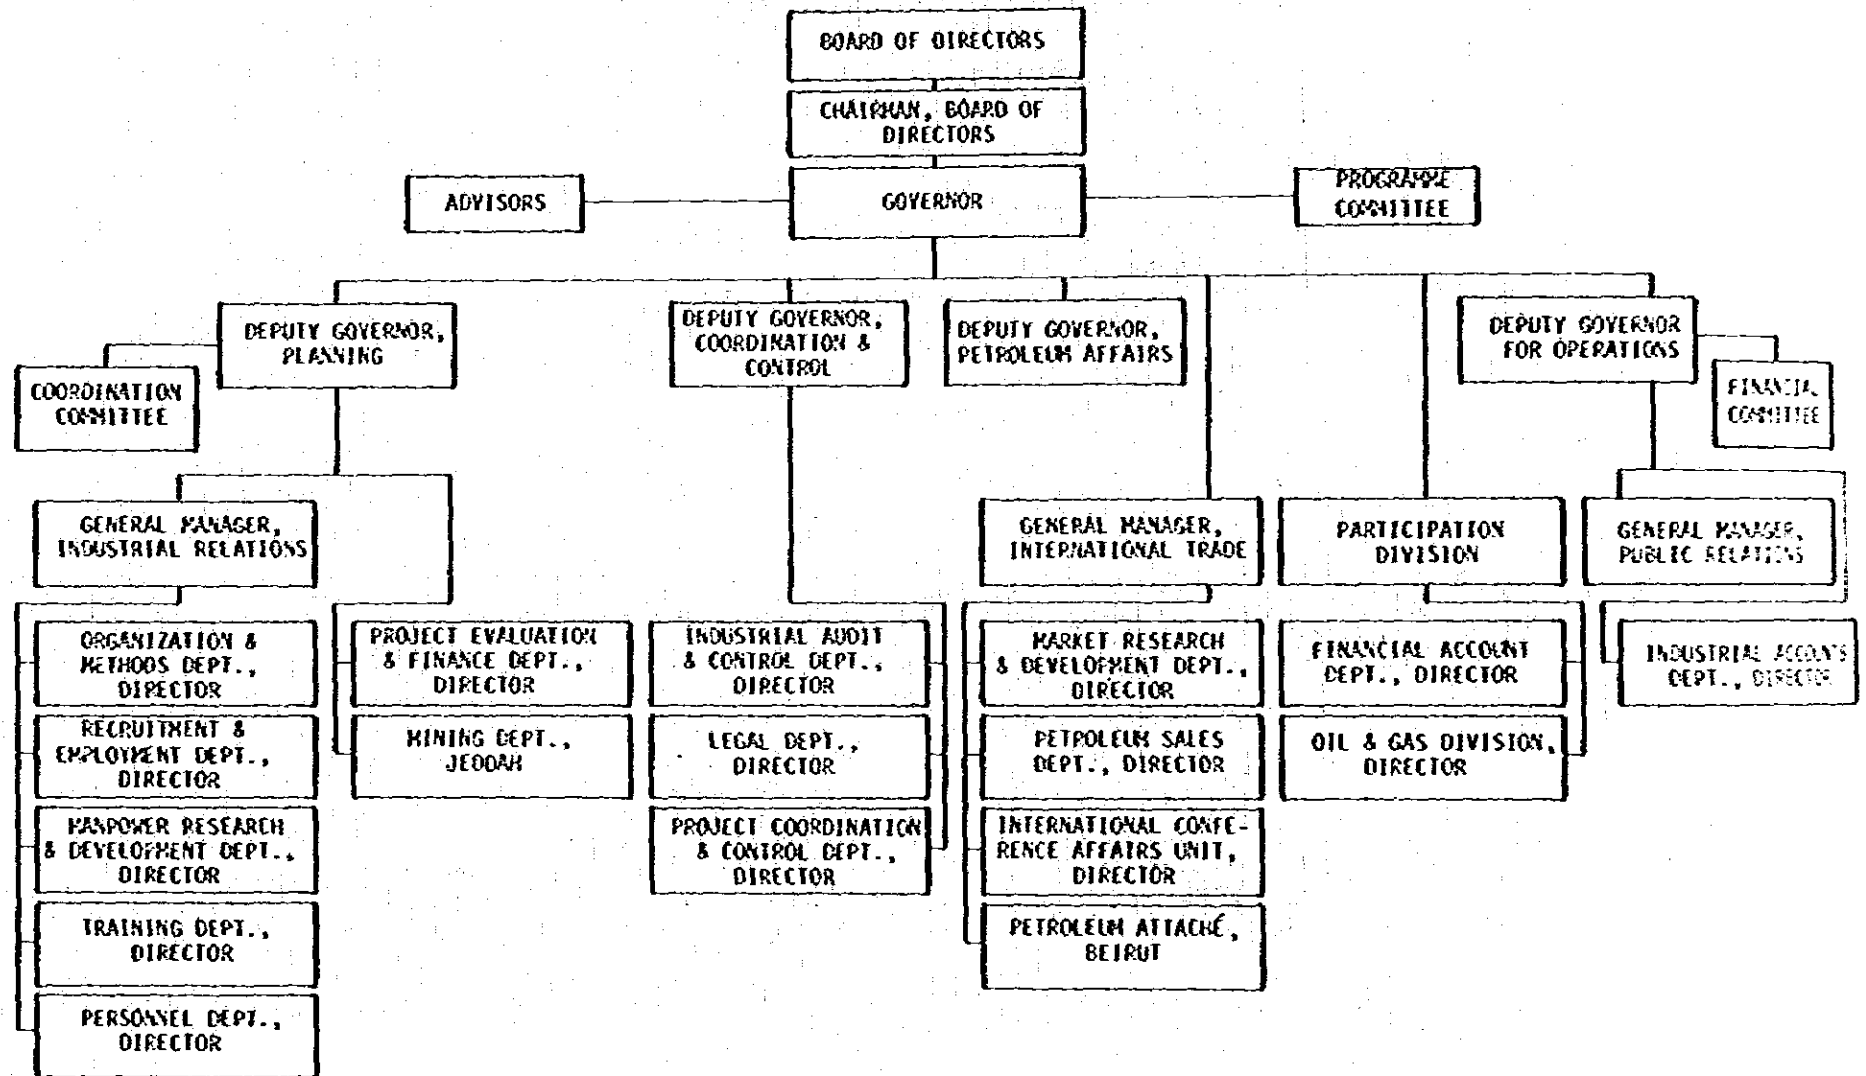 BOARD OF DIRECTORS
CHAIRMAN, BOARD OF
DIRECTORS
ADVISORS
GOVERNOR
PROGRAMME
COMMITTEE
DEPUTY GOVERNOR,
PLANNING
DEPUTY GOVERNOR,
COORDINATION &
CONTROL
DEPUTY GOVERNOR,
PETROLEUM AFFAIRS
DEPUTY GOVERNOR
FOR OPERATIONS
COORDINATION
COMMITTEE
FINANCIAL
COMMITTEE
GENERAL MANAGER,
INDUSTRIAL RELATIONS
GENERAL MANAGER,
INTERNATIONAL TRADE
PARTICIPATION
DIVISION
GENERAL MANAGER,
PUBLIC RELATIONS
ORGANIZATION &
METHODS DEPT.,
DIRECTOR
PROJECT EVALUATION
& FINANCE DEPT.,
DIRECTOR
INDUSTRIAL AUDIT
& CONTROL DEPT.,
DIRECTOR
MARKET RESEARCH
& DEVELOPMENT DEPT.,
DIRECTOR
FINANCIAL ACCOUNT
DEPT., DIRECTOR
INDUSTRIAL ACCOUNTS
DEPT., DIRECTOR
RECRUITMENT &
EMPLOYMENT DEPT.,
DIRECTOR
MINING DEPT.,
JEDDAH
LEGAL DEPT.,
DIRECTOR
PETROLEUM SALES
DEPT., DIRECTOR
OIL & GAS DIVISION,
DIRECTOR
MANPOWER RESEARCH
& DEVELOPMENT DEPT.,
DIRECTOR
PROJECT COORDINATION
& CONTROL DEPT.,
DIRECTOR
INTERNATIONAL CONFE-
RENCE AFFAIRS UNIT,
DIRECTOR
TRAINING DEPT.,
DIRECTOR
PETROLEUM ATTACHÉ,
BEIRUT
PERSONNEL DEPT.,
DIRECTOR